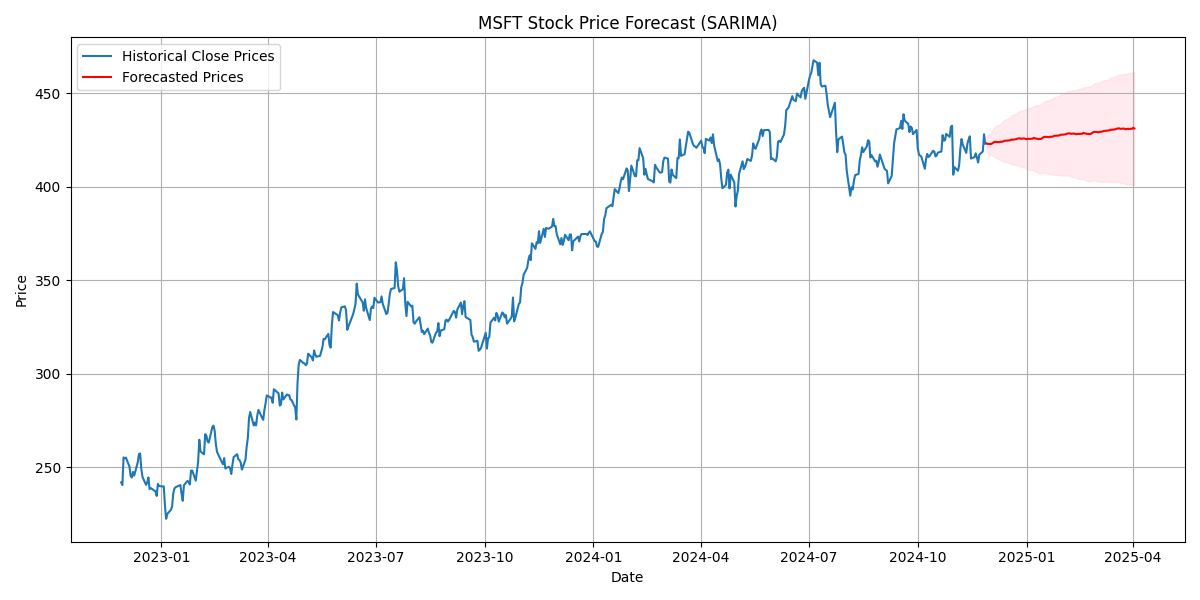 MSFT Stock Price Forecast (SARIMA)
Historical Close Prices
Forecasted Prices
Price
450
400
350
300
250
2023-01 2023-04 2023-07 2023-10 2024-01 2024-04 2024-07 2024-10 2025-01 2025-04
Date